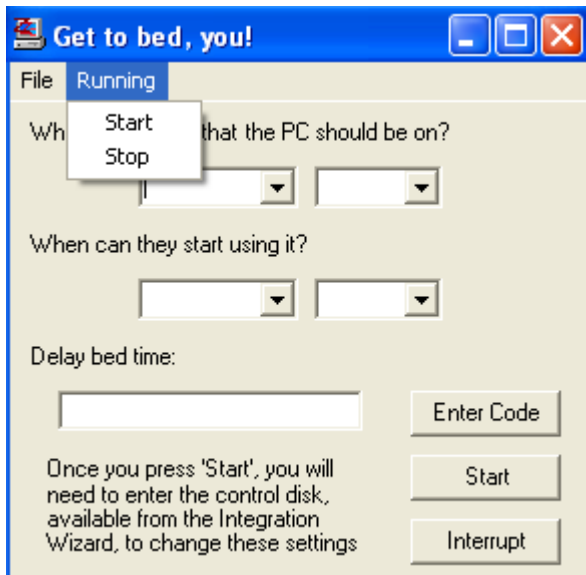 Get to bed, you!
File Running
Start
Stop
Wh that the PC should be on?
When can they start using it?
Delay bed time:
Enter Code
Once you press 'Start', you will
need to enter the control disk,
available from the Integration
Wizard, to change these settings
Start
Interrupt